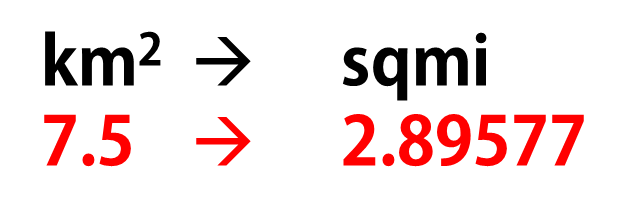 km² → sqmi
7.5 → 2.89577